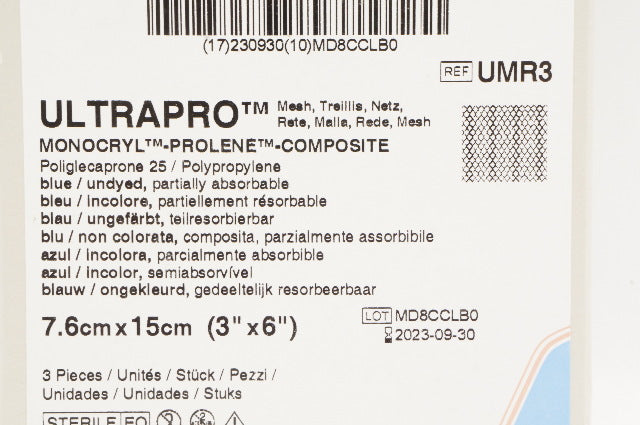 (17)230930(10)MD8CCLB0
REF UMR3
ULTRAPRO™ Mesh, Treillis, Netz,
Rete, Malla, Rede, Mesh
MONOCRYL™-PROLENE™-COMPOSITE
Poliglecaprone 25 / Polypropylene
blue / undyed, partially absorbable
bleu / incolore, partiellement résorbable
blau / ungefärbt, teilresorbierbar
blu / non colorata, composita, parzialmente assorbibile
azul / incolora, parcialmente absorbible
azul / incolor, semiabsorvível
blauw / ongekleurd, gedeeltelijk resorbeerbaar
7.6cm x 15cm (3" x 6")
LOT MD8CCLB0
2023-09-30
3 Pieces / Unités / Stück / Pezzi /
Unidades / Unidades / Stuks
STERILE EO